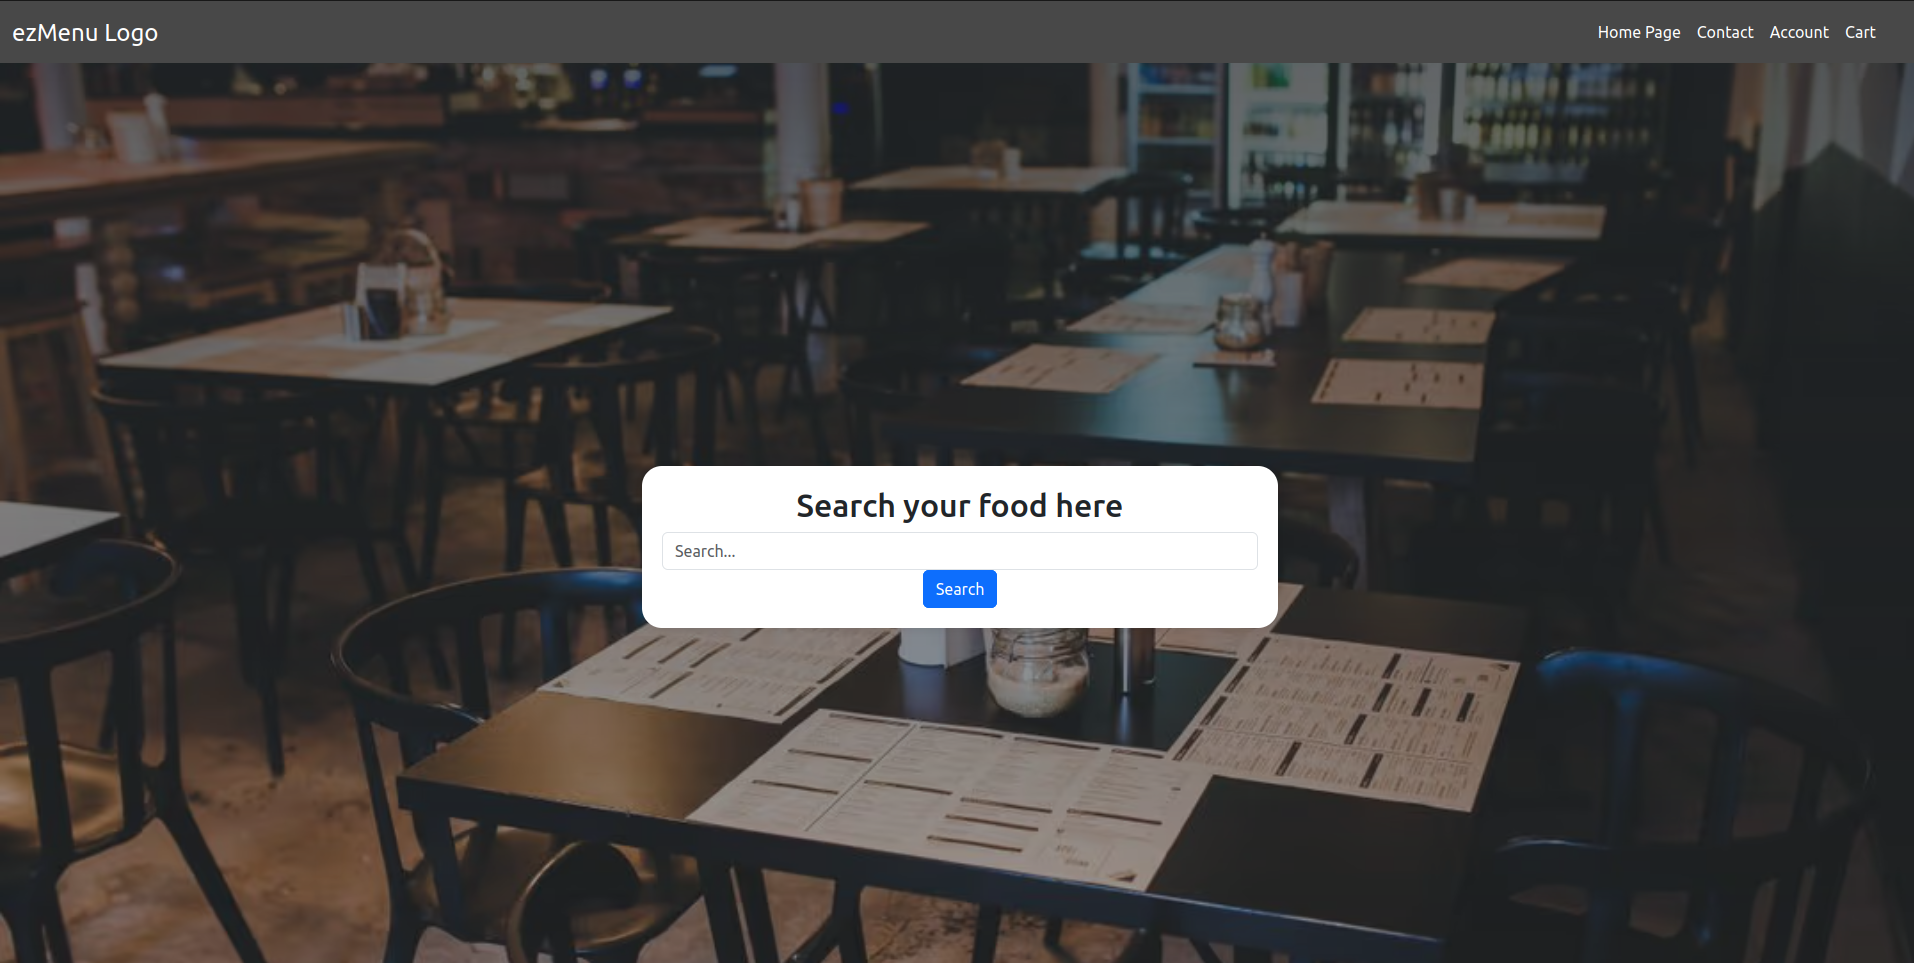 ezMenu Logo
Home Page Contact Account Cart
Search your food here
Search...
Search